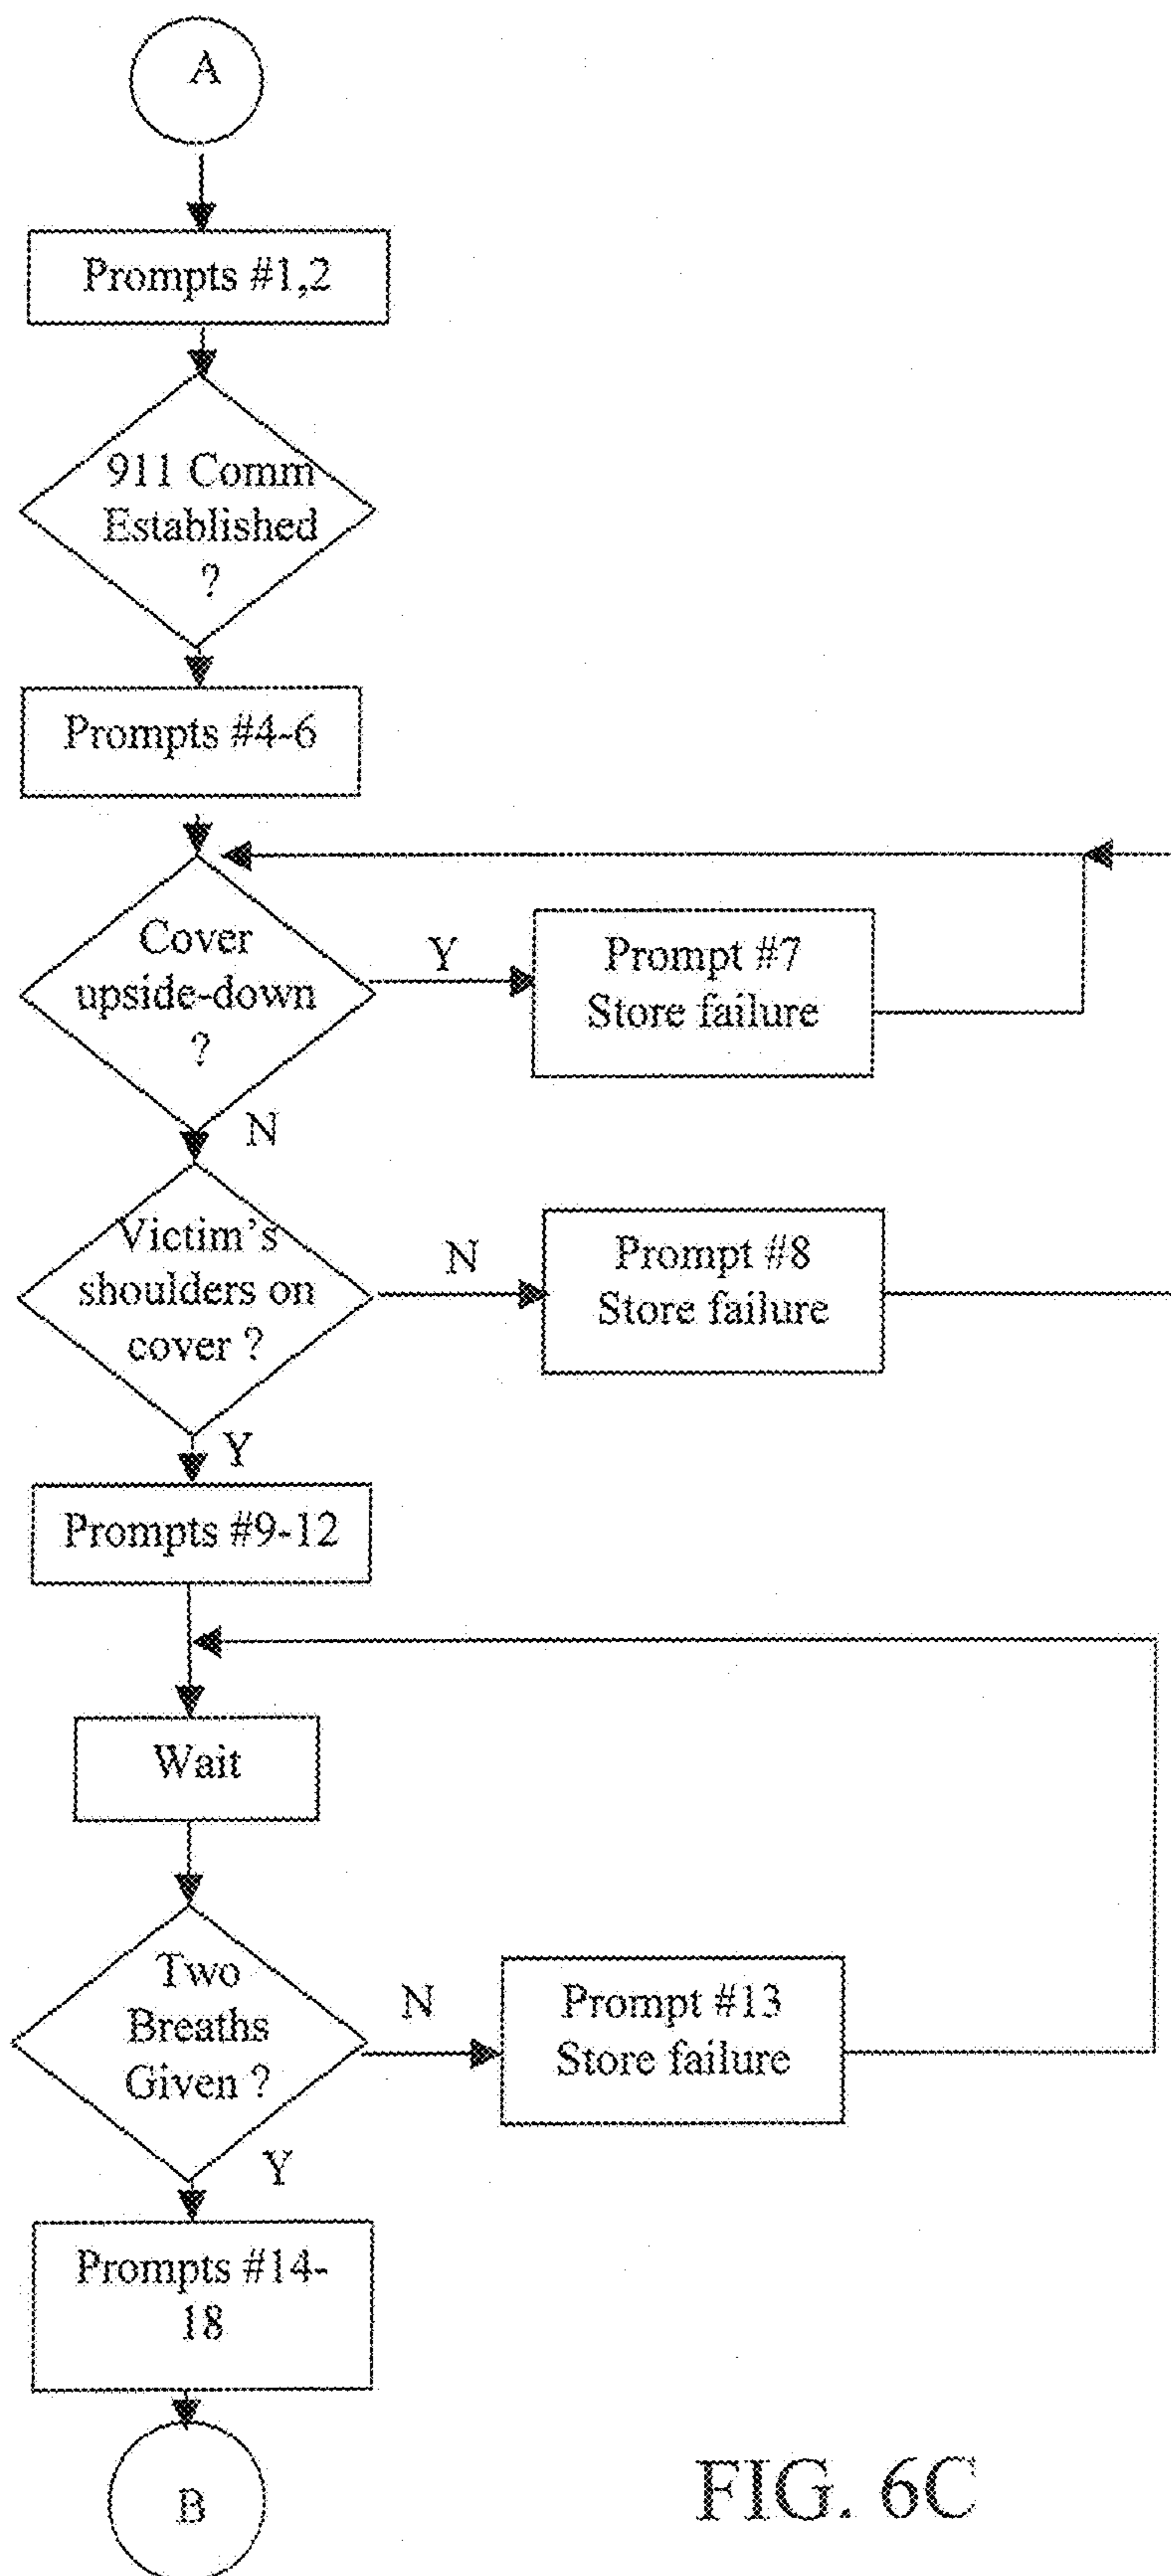 A
Prompts #1,2
911 Comm
Established
?
Prompts #4-6
Cover
upside-down
?
Y
Prompt #7
Store failure
N
Victim's
shoulders on
cover ?
N
Prompt #8
Store failure
Y
Prompts #9-12
Wait
Two
Breaths
Given ?
N
Prompt #13
Store failure
Y
Prompts #14-
18
B
FIG. 6C